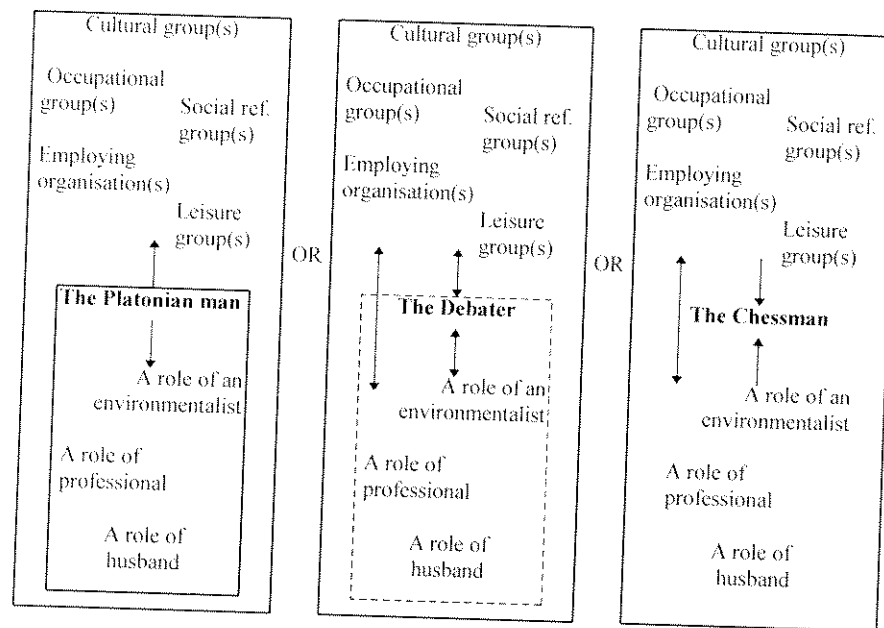 Cultural group(s)
Occupational
group(s)
Social ref.
group(s)
Employing
organisation(s)
Leisure
group(s)
The Platonian man
A role of an
environmentalist
A role of
professional
A role of
husband
OR
Cultural group(s)
Occupational
group(s)
Social ref.
group(s)
Employing
organisation(s)
Leisure
group(s)
The Debater
A role of an
environmentalist
A role of
professional
A role of
husband
OR
Cultural group(s)
Occupational
group(s)
Social ref.
group(s)
Employing
organisation(s)
Leisure
group(s)
The Chessman
A role of an
environmentalist
A role of
professional
A role of
husband